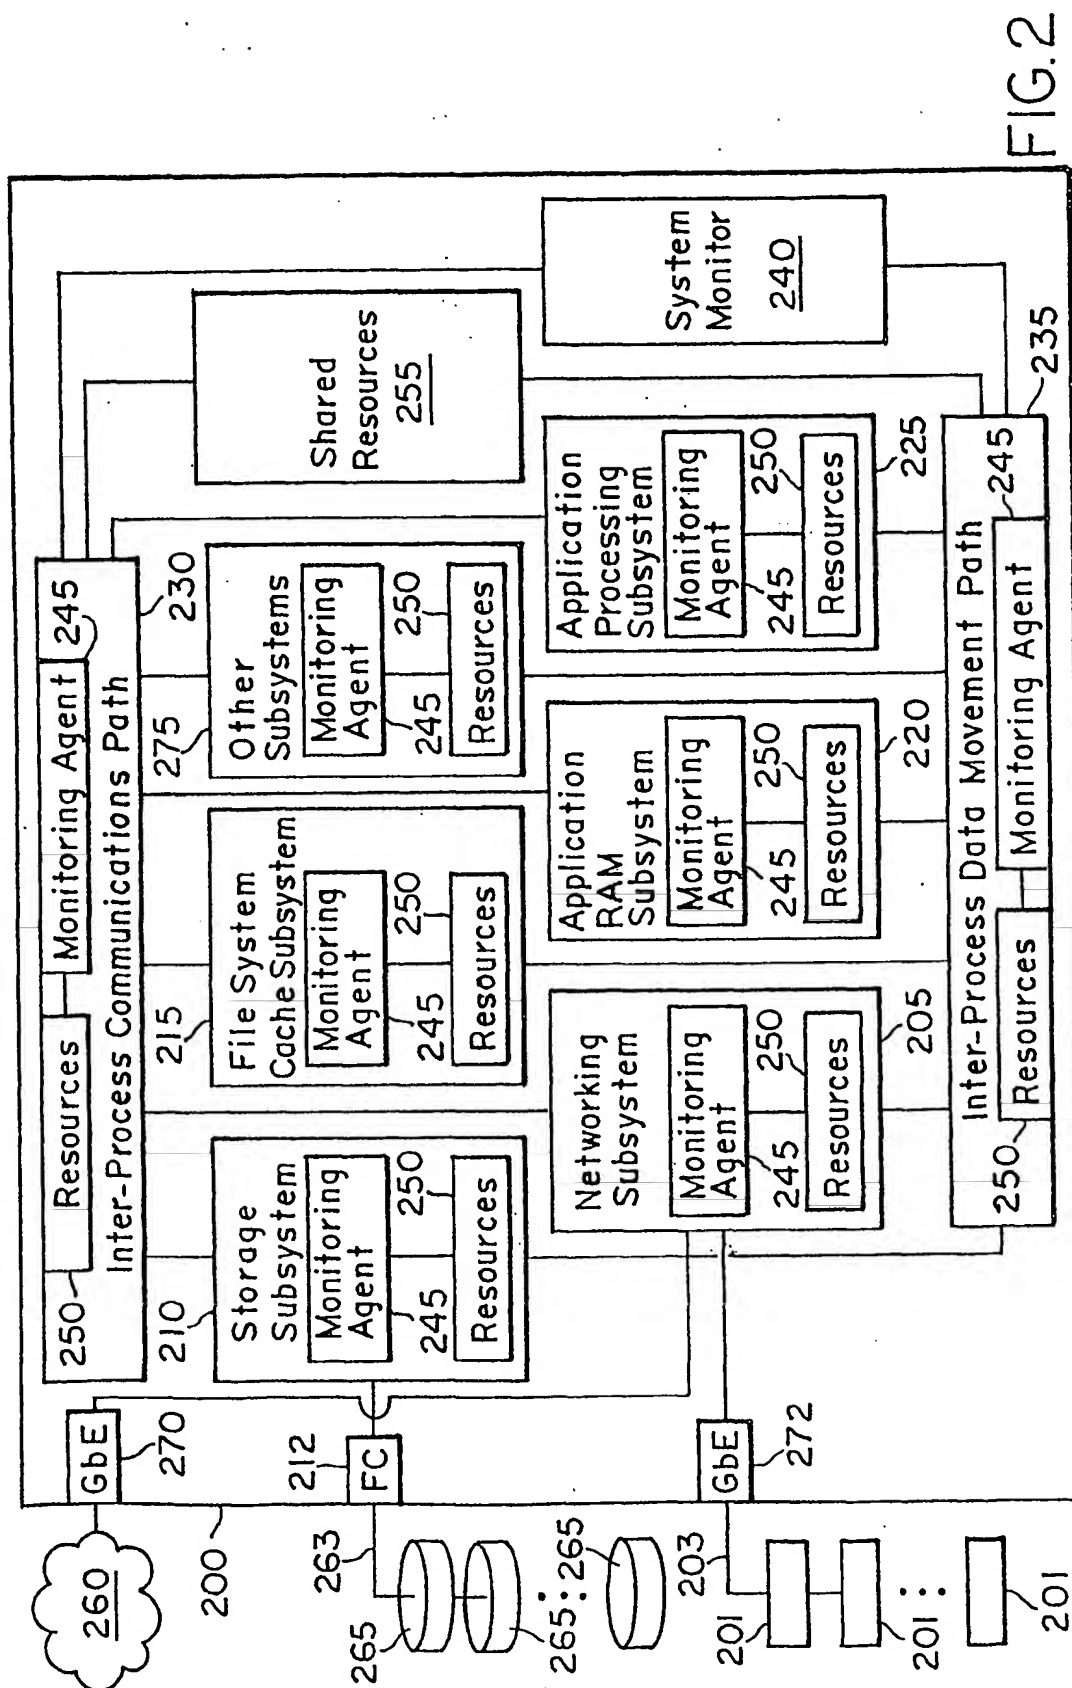 FIG.2
Resources
Monitoring Agent
245
250
Inter-Process Communications Path
230
GbE
270
260
200
210
Storage
Subsystem
Monitoring
Agent
245
250
Resources
215
File System
Cache Subsystem
Monitoring
Agent
245
250
Resources
275
Other
Subsystems
Monitoring
Agent
245
250
Resources
Shared
Resources
255
System
Monitor
240
212
FC
263
265
265
265
Networking
Subsystem
Monitoring
Agent
245
250
Resources
205
Application
RAM
Subsystem
Monitoring
Agent
245
250
Resources
220
Application
Processing
Subsystem
Monitoring
Agent
245
250
Resources
225
GbE
272
203
201
201
201
Inter-Process Data Movement Path
235
250
Resources
Monitoring Agent
245